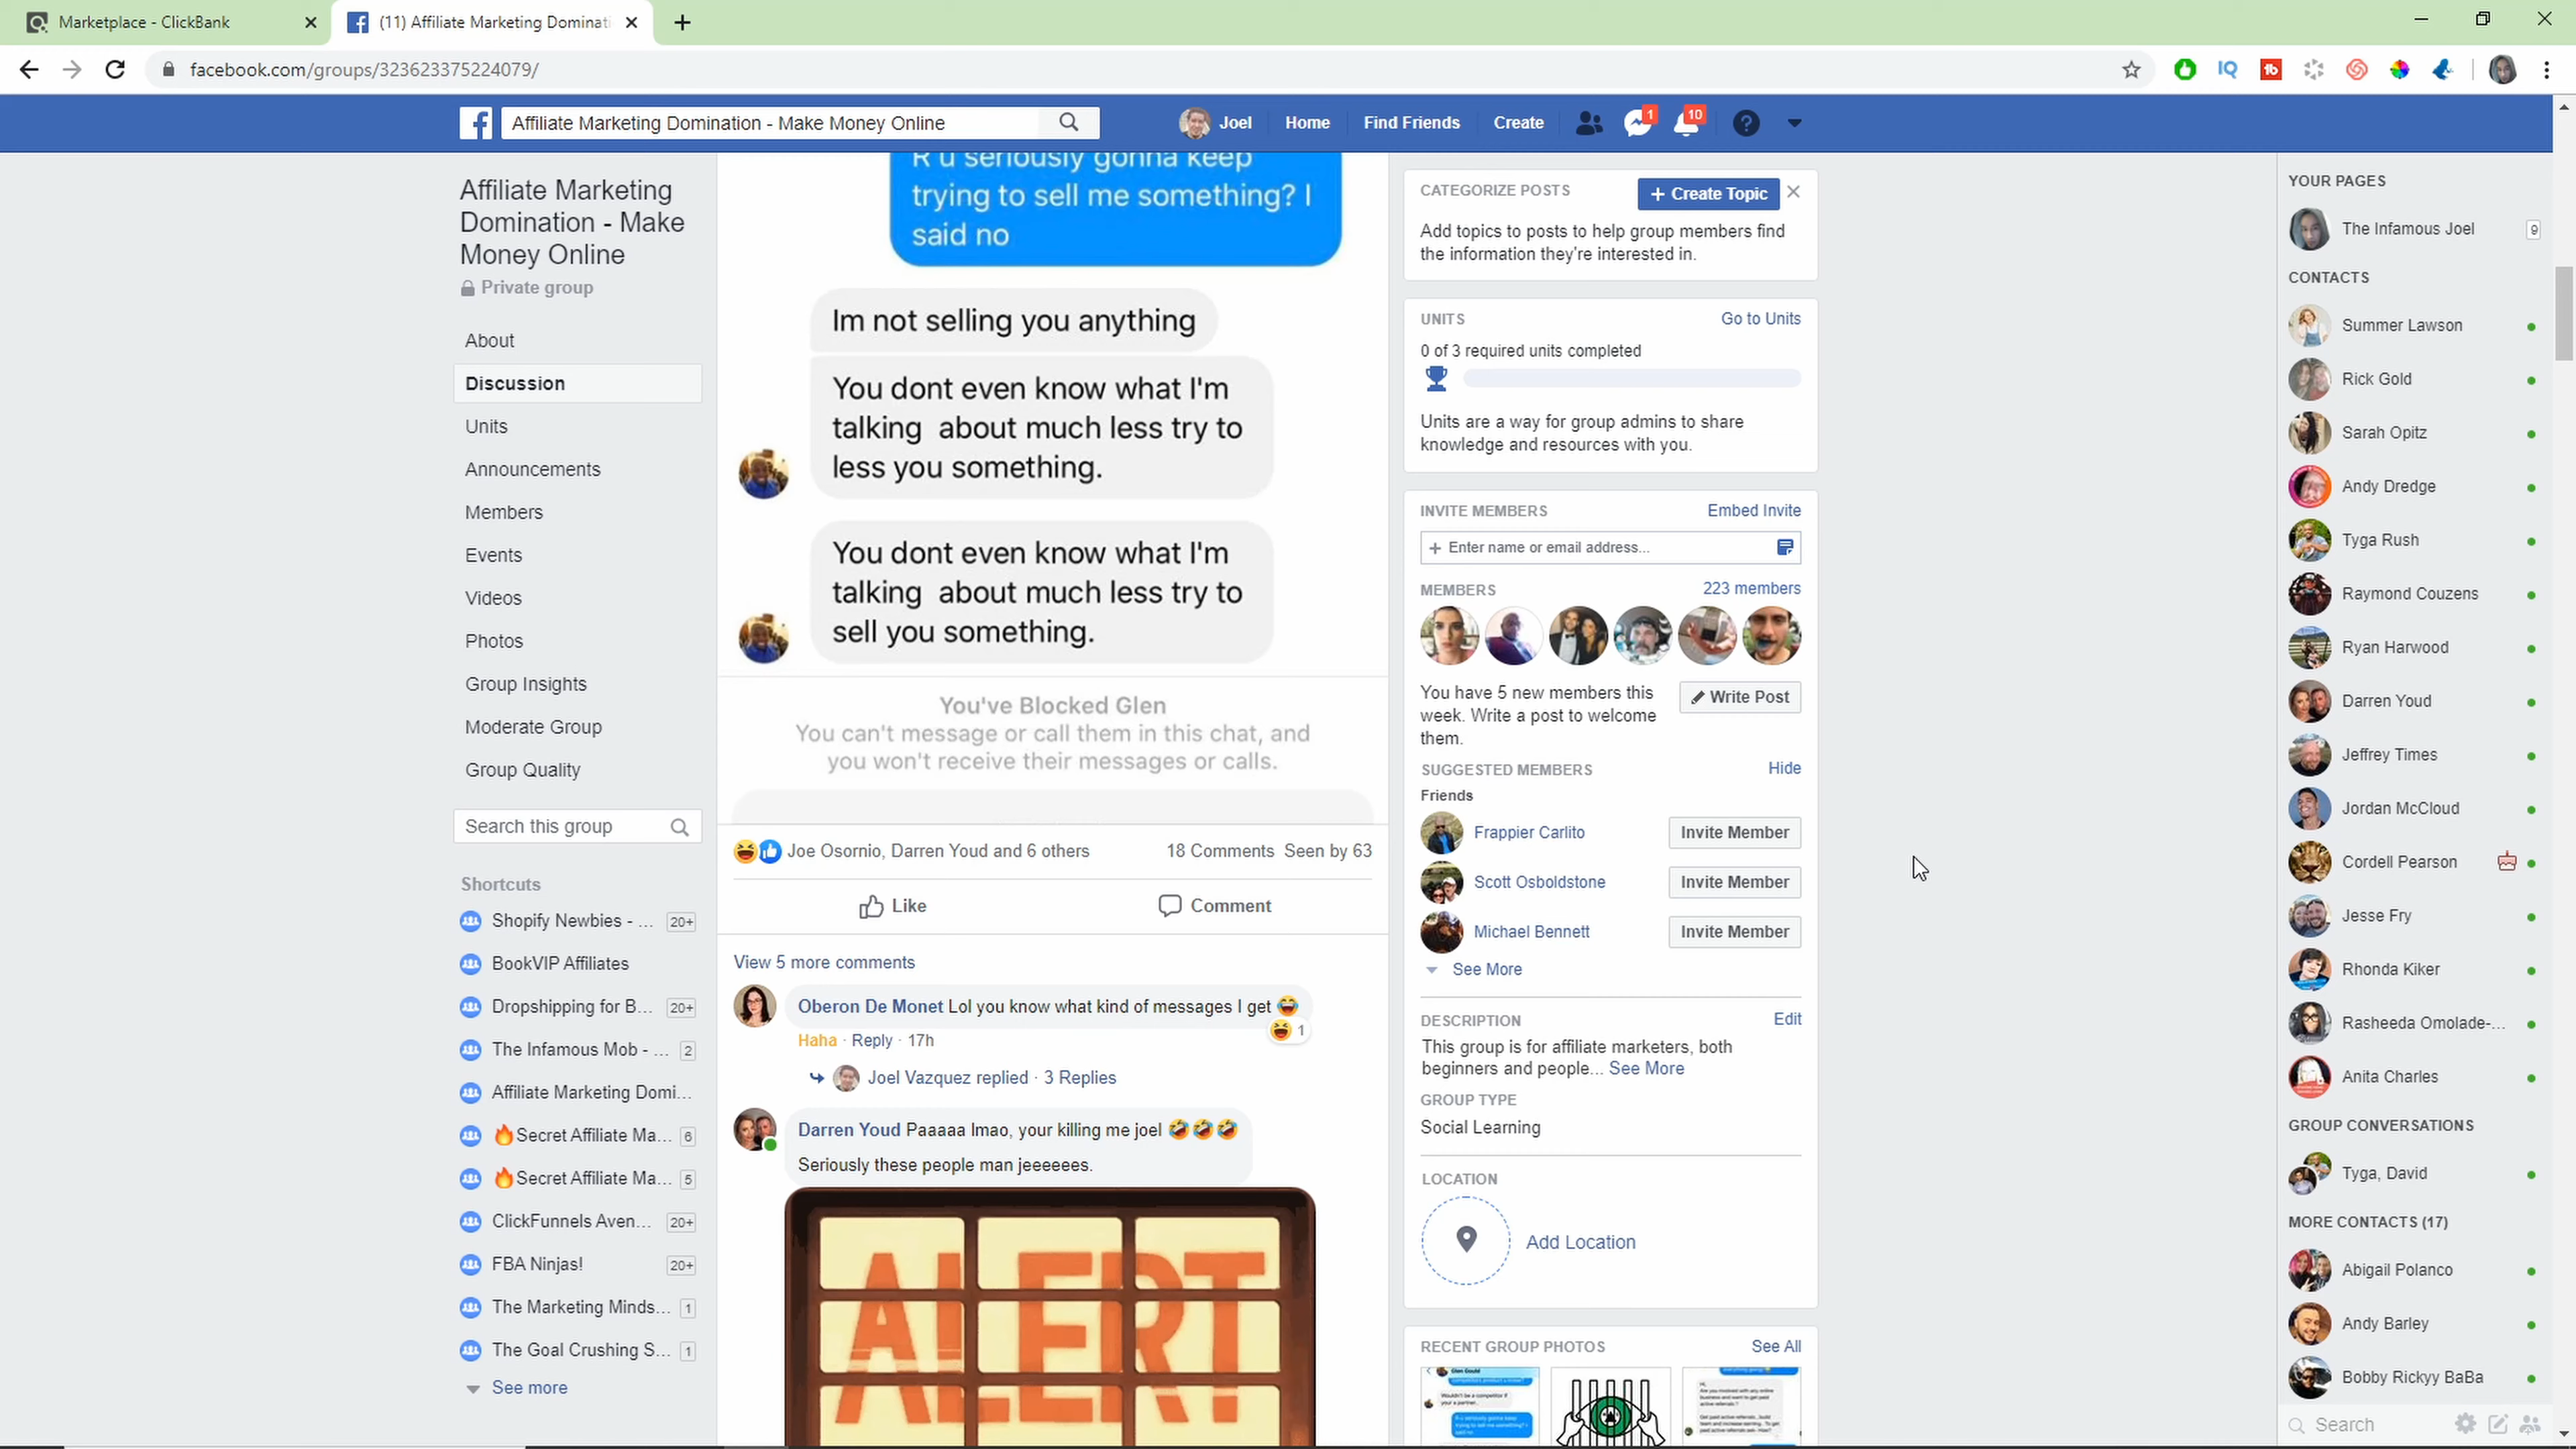 Marketplace - ClickBank
(11) Affiliate Marketing Dominati
facebook.com/groups/323623375224079/
Affiliate Marketing Domination - Make Money Online
Joel
Home
Find Friends
Create
1
10
Affiliate Marketing
Domination - Make
Money Online
Private group
About
Discussion
Units
Announcements
Members
Events
Videos
Photos
Group Insights
Moderate Group
Group Quality
Search this group
Shortcuts
Shopify Newbies - ... 20+
BookVIP Affiliates
Dropshipping for B... 20+
The Infamous Mob - ... 2
Affiliate Marketing Domi...
🔥Secret Affiliate Ma... 6
🔥Secret Affiliate Ma... 5
ClickFunnels Aven... 20+
FBA Ninjas! 20+
The Marketing Minds... 1
The Goal Crushing S... 1
See more
R u seriously gonna keep
trying to sell me something? I
said no
Im not selling you anything
You dont even know what I'm
talking about much less try to
less you something.
You dont even know what I'm
talking about much less try to
sell you something.
You've Blocked Glen
You can't message or call them in this chat, and
you won't receive their messages or calls.
Joe Osornio, Darren Youd and 6 others
18 Comments Seen by 63
Like
Comment
View 5 more comments
Oberon De Monet Lol you know what kind of messages I get 😂
😆 1
Haha · Reply · 17h
Joel Vazquez replied · 3 Replies
Darren Youd Paaaaa lmao, your killing me joel 🤣🤣🤣
Seriously these people man jeeeeees.
ALERT
CATEGORIZE POSTS
+ Create Topic
Add topics to posts to help group members find
the information they're interested in.
UNITS
Go to Units
0 of 3 required units completed
Units are a way for group admins to share
knowledge and resources with you.
INVITE MEMBERS
Embed Invite
+ Enter name or email address...
MEMBERS
223 members
You have 5 new members this
week. Write a post to welcome
them.
Write Post
SUGGESTED MEMBERS
Hide
Friends
Frappier Carlito
Invite Member
Scott Osboldstone
Invite Member
Michael Bennett
Invite Member
See More
DESCRIPTION
Edit
This group is for affiliate marketers, both
beginners and people... See More
GROUP TYPE
Social Learning
LOCATION
Add Location
RECENT GROUP PHOTOS
See All
YOUR PAGES
The Infamous Joel 9
CONTACTS
Summer Lawson
Rick Gold
Sarah Opitz
Andy Dredge
Tyga Rush
Raymond Couzens
Ryan Harwood
Darren Youd
Jeffrey Times
Jordan McCloud
Cordell Pearson
Jesse Fry
Rhonda Kiker
Rasheeda Omolade-...
Anita Charles
GROUP CONVERSATIONS
Tyga, David
MORE CONTACTS (17)
Abigail Polanco
Andy Barley
Bobby Rickyy BaBa
Search